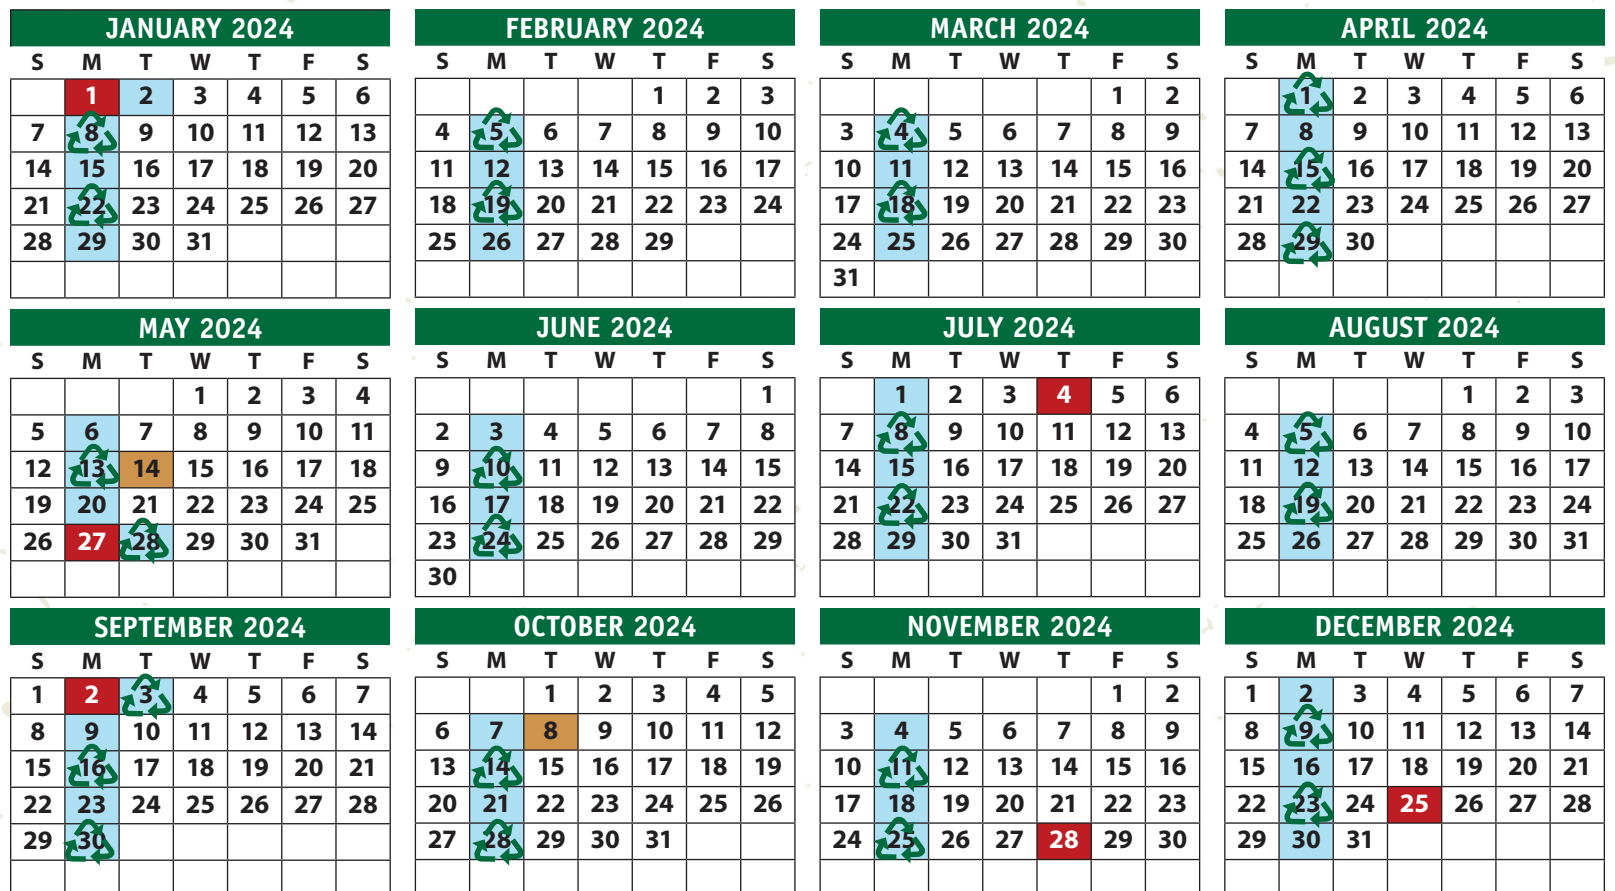 JANUARY 2024
S M T W T F S
1 2 3 4 5 6
7 8 9 10 11 12 13
14 15 16 17 18 19 20
21 22 23 24 25 26 27
28 29 30 31
FEBRUARY 2024
S M T W T F S
1 2 3
4 5 6 7 8 9 10
11 12 13 14 15 16 17
18 19 20 21 22 23 24
25 26 27 28 29
MARCH 2024
S M T W T F S
1 2
3 4 5 6 7 8 9
10 11 12 13 14 15 16
17 18 19 20 21 22 23
24 25 26 27 28 29 30
31
APRIL 2024
S M T W T F S
1 2 3 4 5 6
7 8 9 10 11 12 13
14 15 16 17 18 19 20
21 22 23 24 25 26 27
28 29 30
MAY 2024
S M T W T F S
1 2 3 4
5 6 7 8 9 10 11
12 13 14 15 16 17 18
19 20 21 22 23 24 25
26 27 28 29 30 31
JUNE 2024
S M T W T F S
1
2 3 4 5 6 7 8
9 10 11 12 13 14 15
16 17 18 19 20 21 22
23 24 25 26 27 28 29
30
JULY 2024
S M T W T F S
1 2 3 4 5 6
7 8 9 10 11 12 13
14 15 16 17 18 19 20
21 22 23 24 25 26 27
28 29 30 31
AUGUST 2024
S M T W T F S
1 2 3
4 5 6 7 8 9 10
11 12 13 14 15 16 17
18 19 20 21 22 23 24
25 26 27 28 29 30 31
SEPTEMBER 2024
S M T W T F S
1 2 3 4 5 6 7
8 9 10 11 12 13 14
15 16 17 18 19 20 21
22 23 24 25 26 27 28
29 30
OCTOBER 2024
S M T W T F S
1 2 3 4 5
6 7 8 9 10 11 12
13 14 15 16 17 18 19
20 21 22 23 24 25 26
27 28 29 30 31
NOVEMBER 2024
S M T W T F S
1 2
3 4 5 6 7 8 9
10 11 12 13 14 15 16
17 18 19 20 21 22 23
24 25 26 27 28 29 30
DECEMBER 2024
S M T W T F S
1 2 3 4 5 6 7
8 9 10 11 12 13 14
15 16 17 18 19 20 21
22 23 24 25 26 27 28
29 30 31